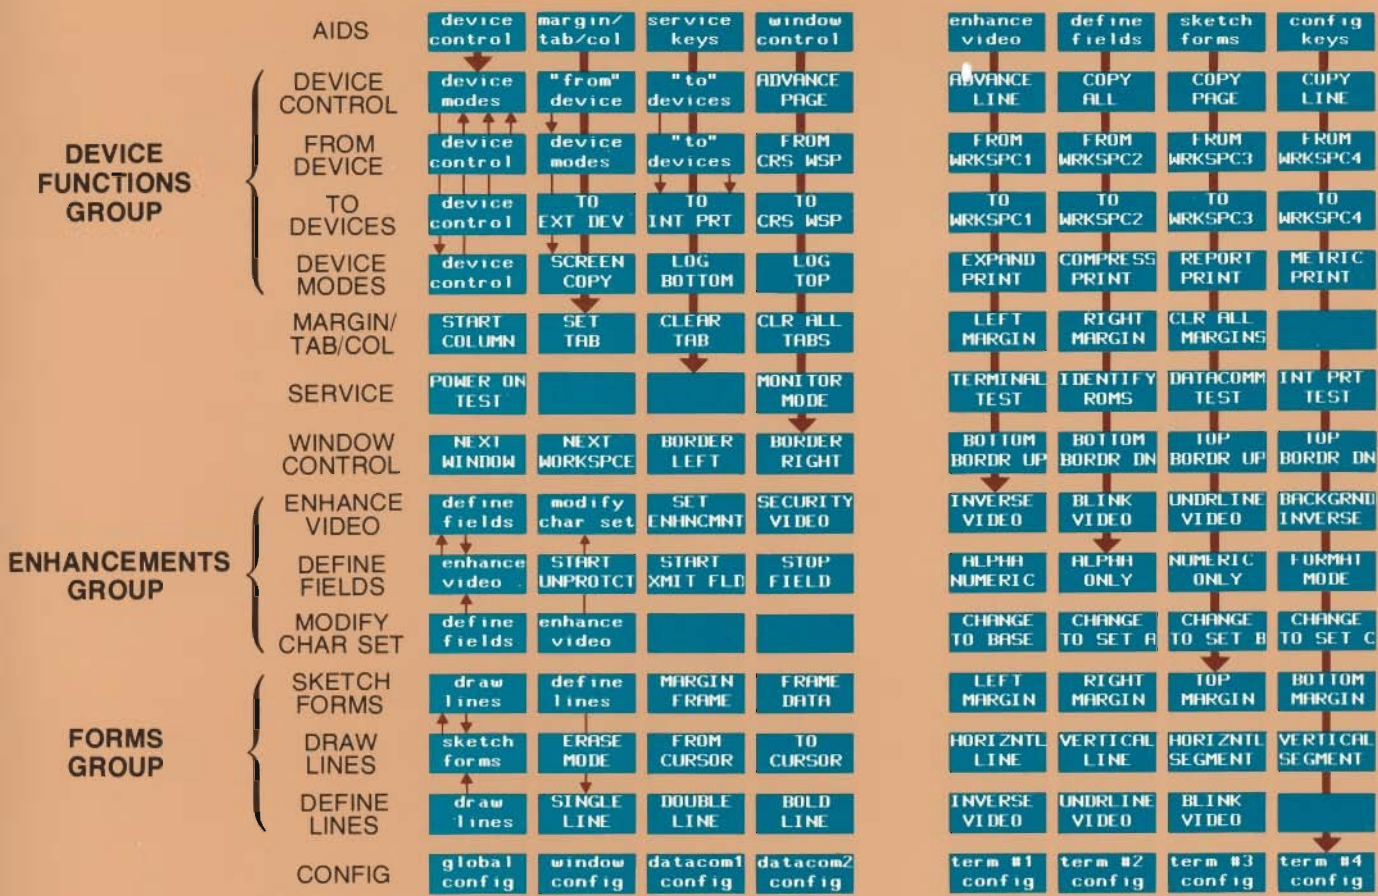 AIDS
device margin/ service window enhance define sketch config
control tab/col keys control video fields forms keys
DEVICE FUNCTIONS GROUP
DEVICE CONTROL
device "from" "to" ADVANCE ADVANCE COPY COPY COPY
modes device devices PAGE LINE ALL PAGE LINE
FROM DEVICE
device device "to" FROM FROM FROM FROM FROM
control modes devices CRS WSP WRKSPC1 WRKSPC2 WRKSPC3 WRKSPC4
TO DEVICES
device TO TO TO TO TO TO TO
control EXT DEV INT PRT CRS WSP WRKSPC1 WRKSPC2 WRKSPC3 WRKSPC4
DEVICE MODES
device SCREEN LOG LOG EXPAND COMPRESS REPORT METRIC
control COPY BOTTOM TOP PRINT PRINT PRINT PRINT
MARGIN/ TAB/COL
START SET CLEAR CLR ALL LEFT RIGHT CLR ALL
COLUMN TAB TAB TABS MARGIN MARGIN MARGINS
SERVICE
POWER ON MONITOR TERMINAL IDENTIFY DATACOMM INT PRT
TEST MODE TEST ROMS TEST TEST
WINDOW CONTROL
NEXT NEXT BORDER BORDER BOTTOM BOTTOM TOP TOP
WINDOW WORKSPCE LEFT RIGHT BORDR UP BORDR DN BORDR UP BORDR DN
ENHANCEMENTS GROUP
ENHANCE VIDEO
define modify SET SECURITY INVERSE BLINK UNDRLINE BACKGRND
fields char set ENHNCMNT VIDEO VIDEO VIDEO VIDEO INVERSE
DEFINE FIELDS
enhance START START STOP ALPHA ALPHA NUMERIC FORMAT
video UNPROTCT XMIT FLD FIELD NUMERIC ONLY ONLY MODE
MODIFY CHAR SET
define enhance CHANGE CHANGE CHANGE CHANGE
fields video TO BASE TO SET A TO SET B TO SET C
FORMS GROUP
SKETCH FORMS
draw define MARGIN FRAME LEFT RIGHT TOP BOTTOM
lines lines FRAME DATA MARGIN MARGIN MARGIN MARGIN
DRAW LINES
sketch ERASE FROM TO HORIZNTL VERTICAL HORIZNTL VERTICAL
forms MODE CURSOR CURSOR LINE LINE SEGMENT SEGMENT
DEFINE LINES
draw SINGLE DOUBLE BOLD INVERSE UNDRLINE BLINK
lines LINE LINE LINE VIDEO VIDEO VIDEO
CONFIG
global window datacom1 datacom2 term #1 term #2 term #3 term #4
config config config config config config config config